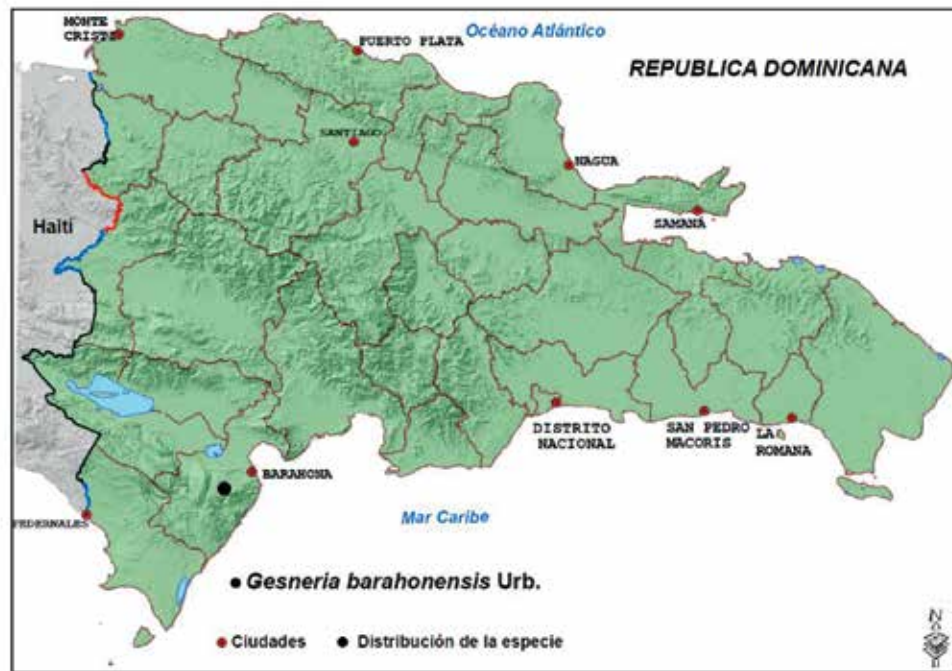 MONTE
CRISTI
PUERTO PLATA
Océano Atlántico
REPUBLICA DOMINICANA
SANTIAGO
NAGUA
Haití
SAMANÁ
DISTRITO
NACIONAL
SAN PEDRO
MACORIS
LA
ROMANA
BARAHONA
PEDERNALES
Mar Caribe
Gesneria barahonensis Urb.
Ciudades
Distribución de la especie
N